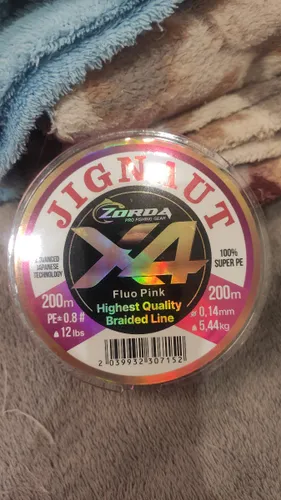 JIGNAUT
ZORDA
PRO FISHING GEAR
X4
ADVANCED
JAPANESE
TECHNOLOGY
100%
SUPER PE
Fluo Pink
200m
PE= 0.8 #
12lbs
200m
0,14mm
5,44kg
Highest Quality
Braided Line
2 039932 307152